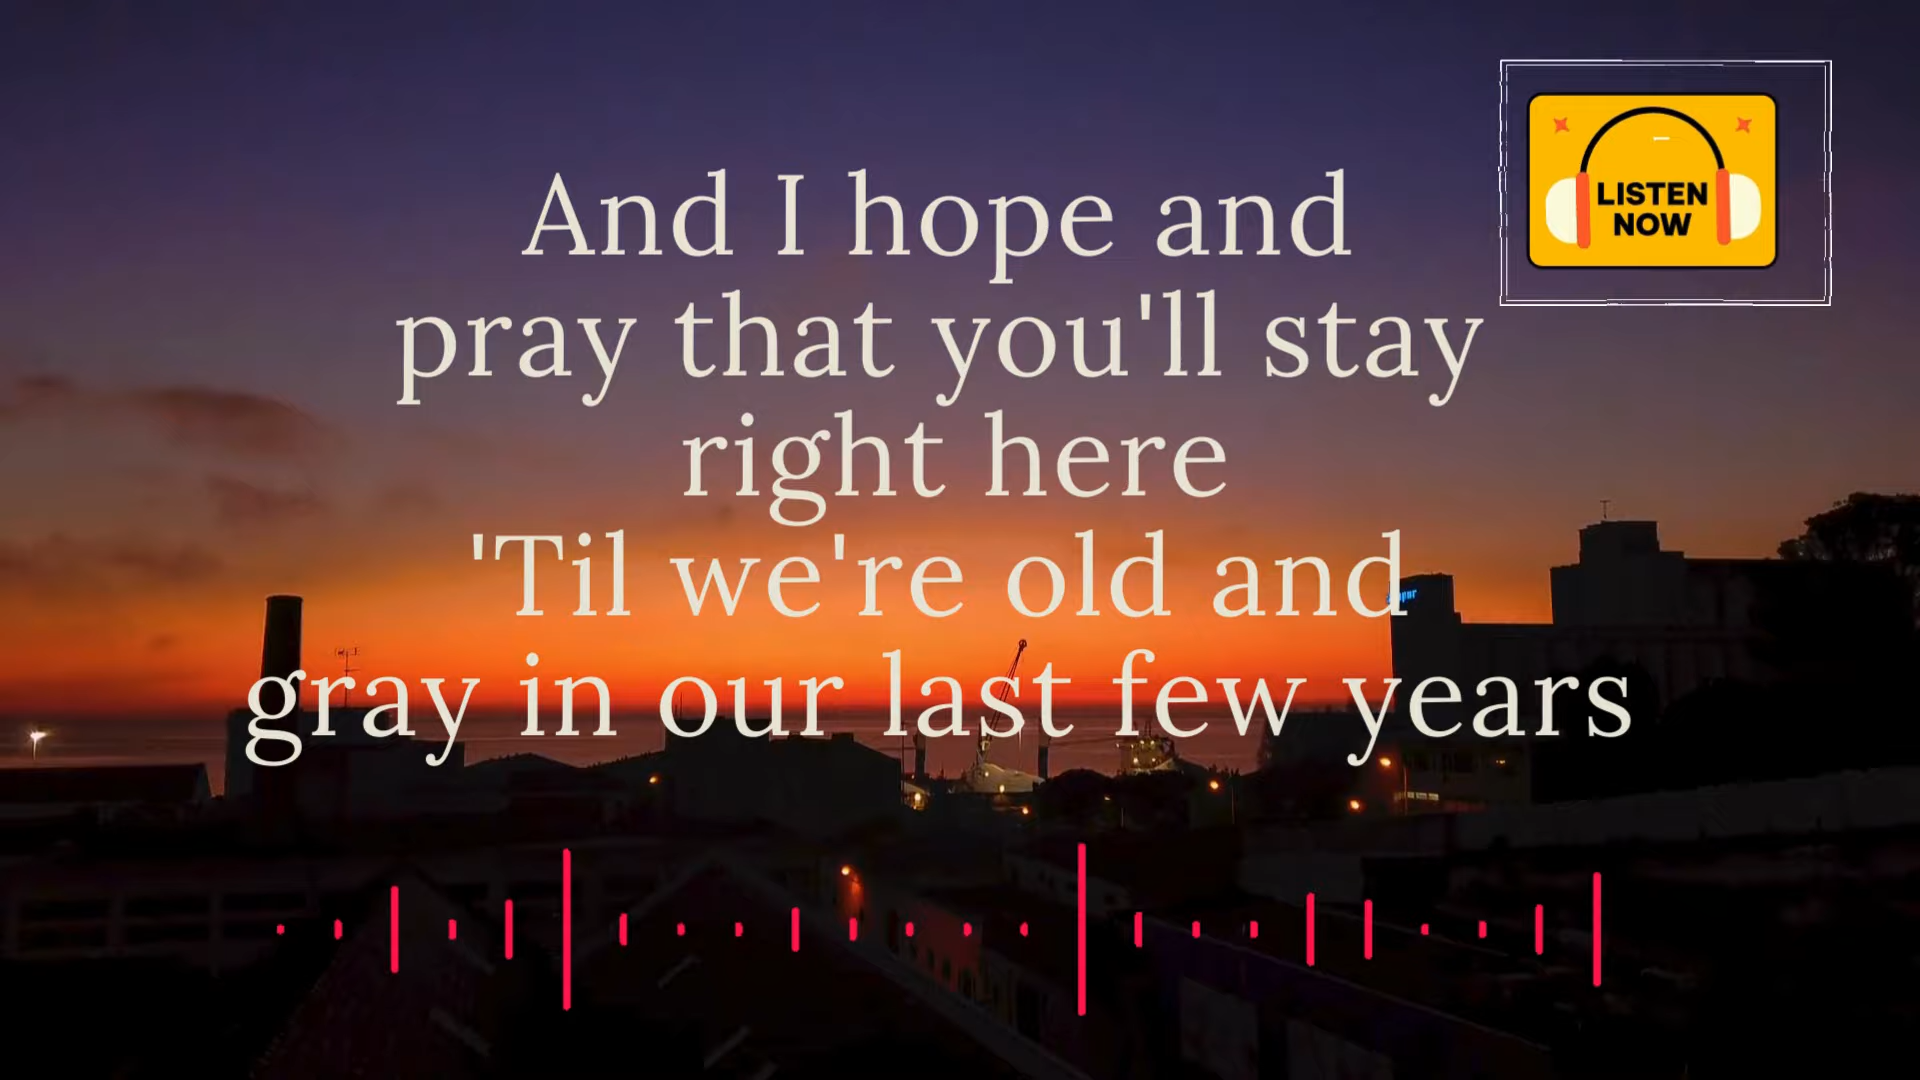 And I hope and
pray that you'll stay
right here
'Til we're old and
gray in our last few years
LISTEN
NOW